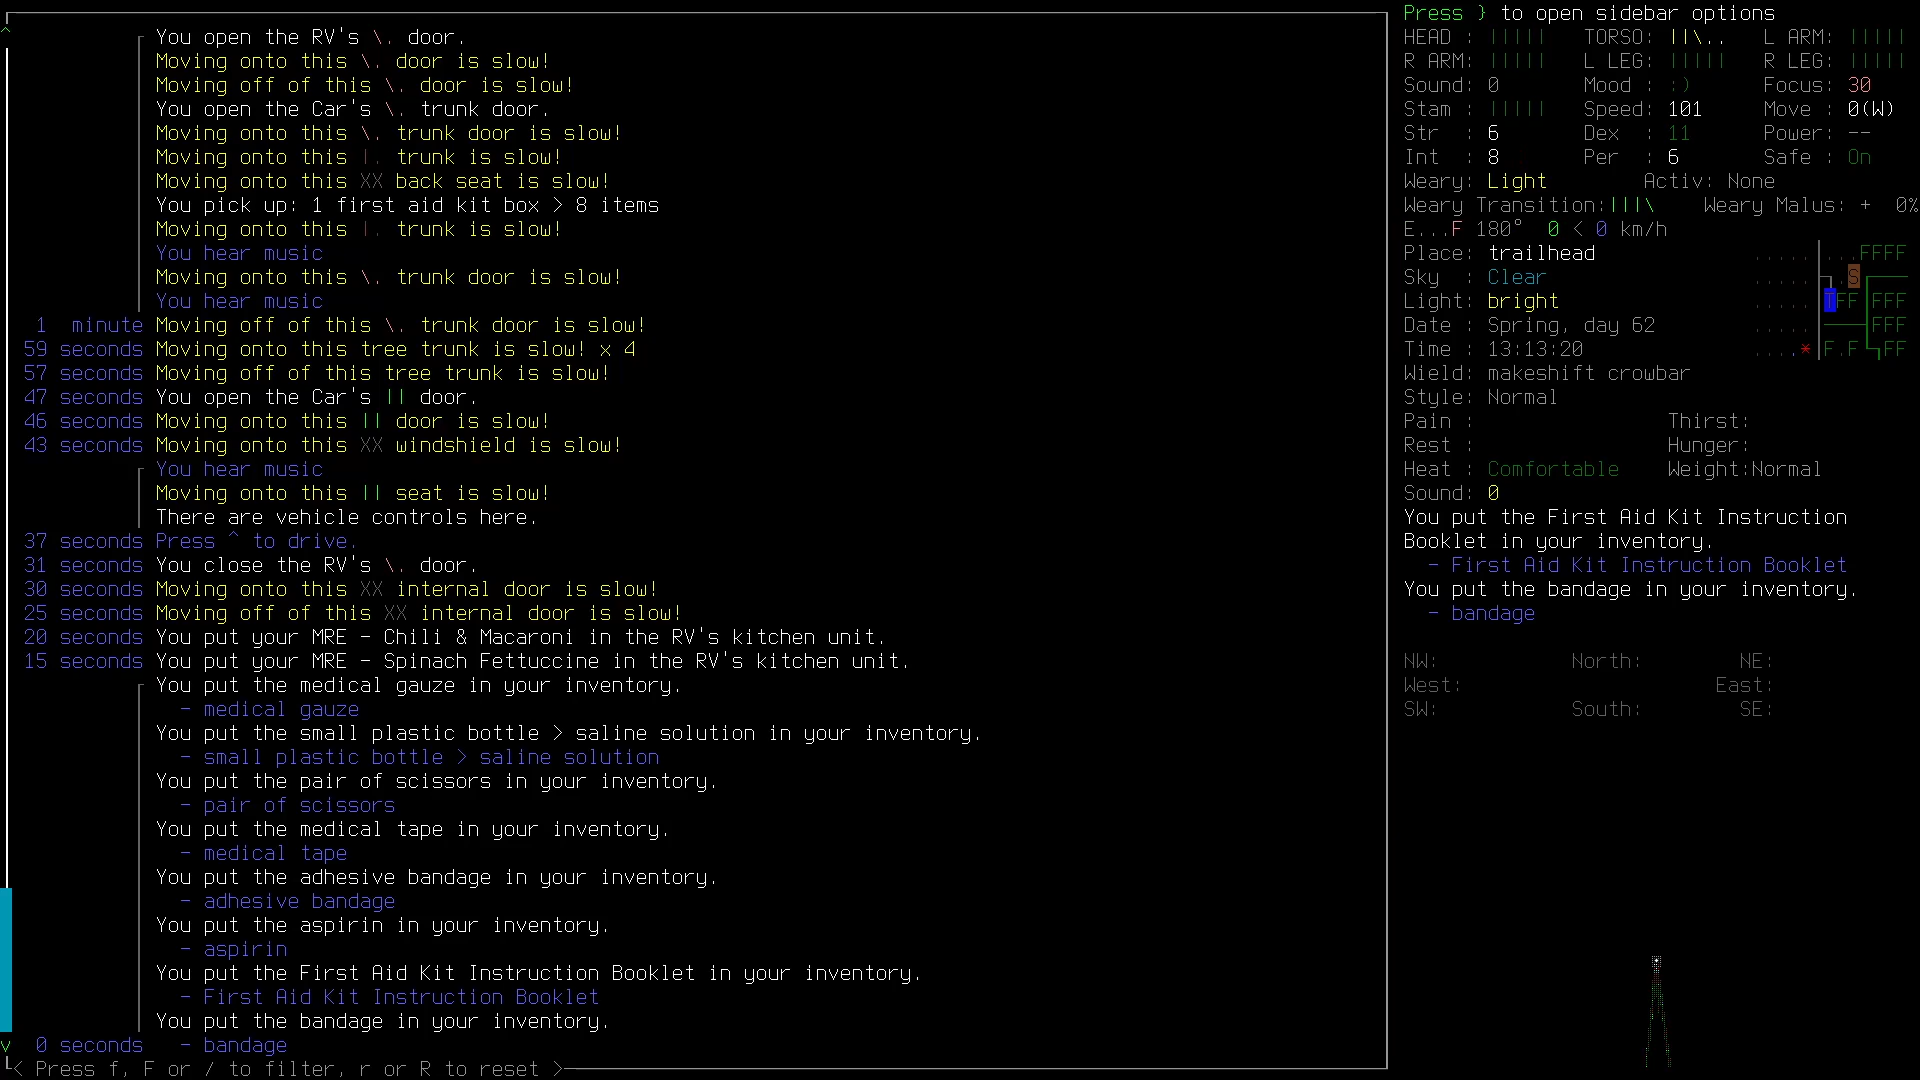 You open the RV's \. door.
Moving onto this \. door is slow!
Moving off of this \. door is slow!
You open the Car's \. trunk door.
Moving onto this \. trunk door is slow!
Moving onto this |. trunk is slow!
Moving onto this XX back seat is slow!
You pick up: 1 first aid kit box > 8 items
Moving onto this |. trunk is slow!
You hear music
Moving onto this \. trunk door is slow!
You hear music
1 minute Moving off of this \. trunk door is slow!
59 seconds Moving onto this tree trunk is slow! x 4
57 seconds Moving off of this tree trunk is slow!
47 seconds You open the Car's || door.
46 seconds Moving onto this || door is slow!
43 seconds Moving onto this XX windshield is slow!
You hear music
Moving onto this || seat is slow!
There are vehicle controls here.
37 seconds Press ^ to drive.
31 seconds You close the RV's \. door.
30 seconds Moving onto this XX internal door is slow!
25 seconds Moving off of this XX internal door is slow!
20 seconds You put your MRE - Chili & Macaroni in the RV's kitchen unit.
15 seconds You put your MRE - Spinach Fettuccine in the RV's kitchen unit.
You put the medical gauze in your inventory.
- medical gauze
You put the small plastic bottle > saline solution in your inventory.
- small plastic bottle > saline solution
You put the pair of scissors in your inventory.
- pair of scissors
You put the medical tape in your inventory.
- medical tape
You put the adhesive bandage in your inventory.
- adhesive bandage
You put the aspirin in your inventory.
- aspirin
You put the First Aid Kit Instruction Booklet in your inventory.
- First Aid Kit Instruction Booklet
You put the bandage in your inventory.
0 seconds - bandage
< Press f, F or / to filter, r or R to reset >
Press } to open sidebar options
HEAD : ||||| TORSO: ||\.. L ARM: |||||
R ARM: ||||| L LEG: ||||| R LEG: |||||
Sound: 0 Mood : :) Focus: 30
Stam : ||||| Speed: 101 Move : 0(W)
Str : 6 Dex : 11 Power: --
Int : 8 Per : 6 Safe : On
Weary: Light Activ: None
Weary Transition:|||\ Weary Malus: + 0%
E...F 180° 0 < 0 km/h
Place: trailhead
Sky : Clear
Light: bright
Date : Spring, day 62
Time : 13:13:20
Wield: makeshift crowbar
Style: Normal
Pain : Thirst:
Rest : Hunger:
Heat : Comfortable Weight:Normal
Sound: 0
You put the First Aid Kit Instruction
Booklet in your inventory.
- First Aid Kit Instruction Booklet
You put the bandage in your inventory.
- bandage
NW: North: NE:
West: East:
SW: South: SE: